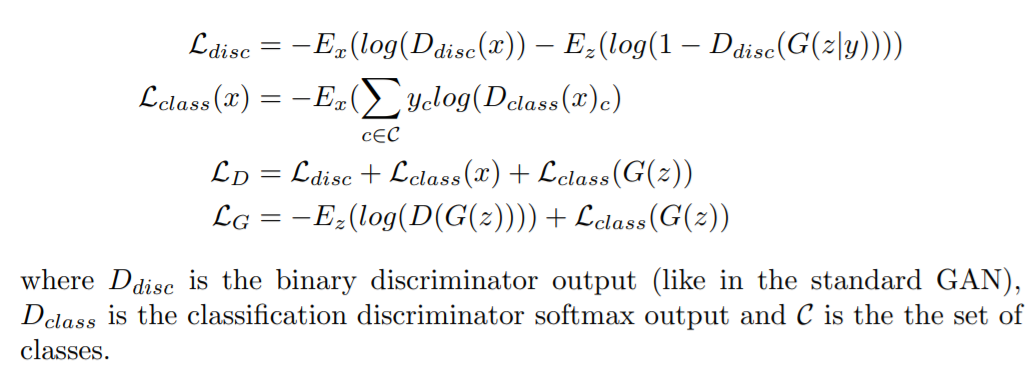 ℒ_disc = −E_x(log(D_disc(x)) − E_z(log(1 − D_disc(G(z|y))))
ℒ_class(x) = −E_x(∑_{c∈𝒞} y_c log(D_class(x)_c)
ℒ_D = ℒ_disc + ℒ_class(x) + ℒ_class(G(z))
ℒ_G = −E_z(log(D(G(z)))) + ℒ_class(G(z))
where D_disc is the binary discriminator output (like in the standard GAN),
D_class is the classification discriminator softmax output and 𝒞 is the the set of
classes.